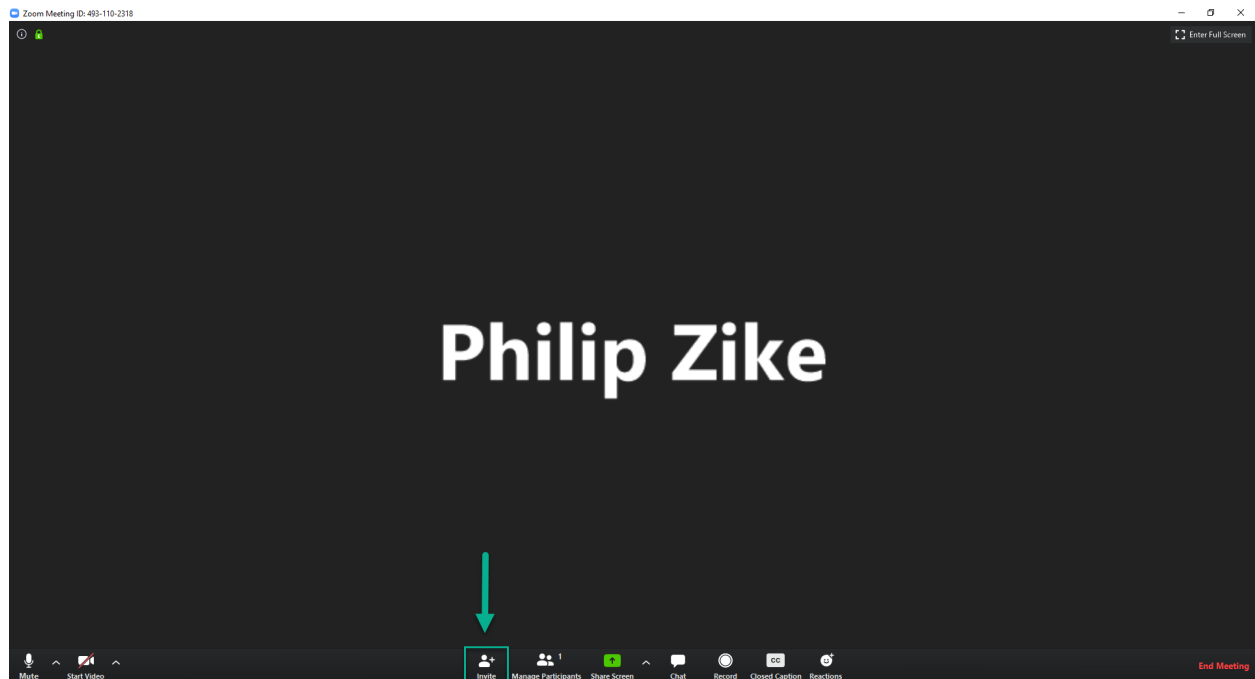 Zoom Meeting ID: 493-110-2318
Enter Full Screen
Philip Zike
1
CC
Mute Start Video Invite Manage Participants Share Screen Chat Record Closed Caption Reactions End Meeting